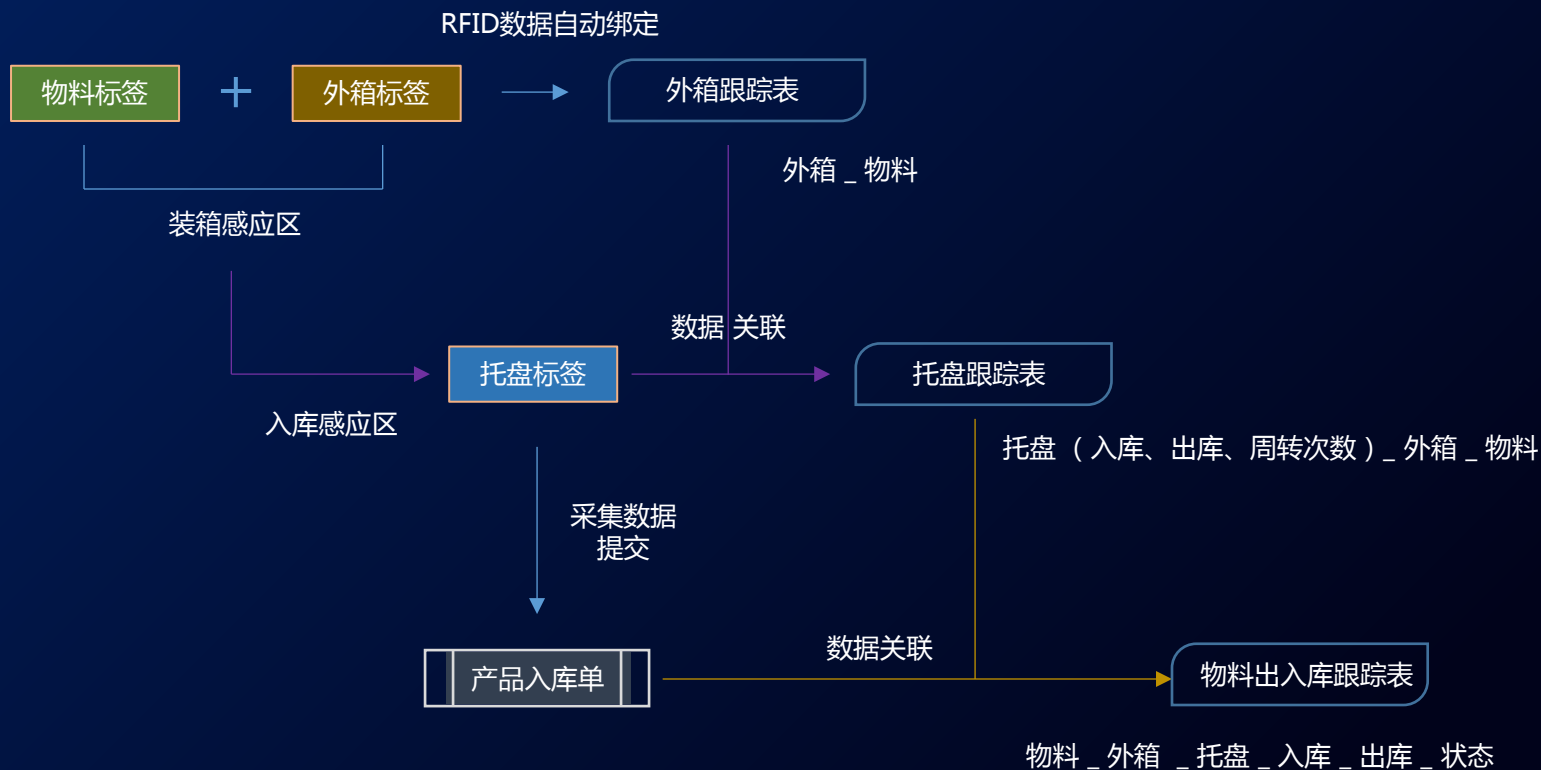 RFID数据自动绑定
物料标签
+
外箱标签
外箱跟踪表
外箱 _ 物料
装箱感应区
数据 关联
托盘标签
托盘跟踪表
入库感应区
托盘 （ 入库、出库、周转次数 ) _ 外箱 _ 物料
采集数据
提交
数据关联
产品入库单
物料出入库跟踪表
物料 _ 外箱 _ 托盘 _ 入库 _ 出库 _ 状态